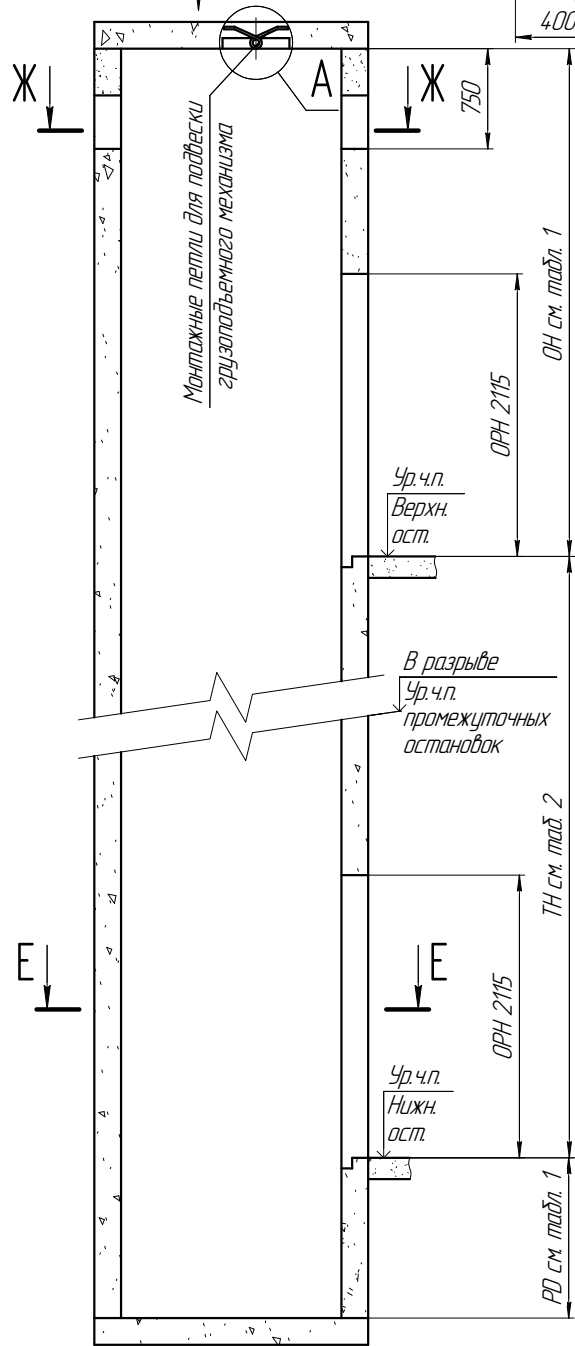 400
Ж
А
Ж
750
Монтажные петли для подвески
грузоподъемного механизма
ОН см. табл. 1
ОРН 2115
Ур.ч.п.
Верхн.
ост.
В разрыве
Ур.ч.п.
промежуточных
остановок
ТН см. таб. 2
Е
Е
ОРН 2115
Ур.ч.п.
Нижн.
ост.
PD см. табл. 1